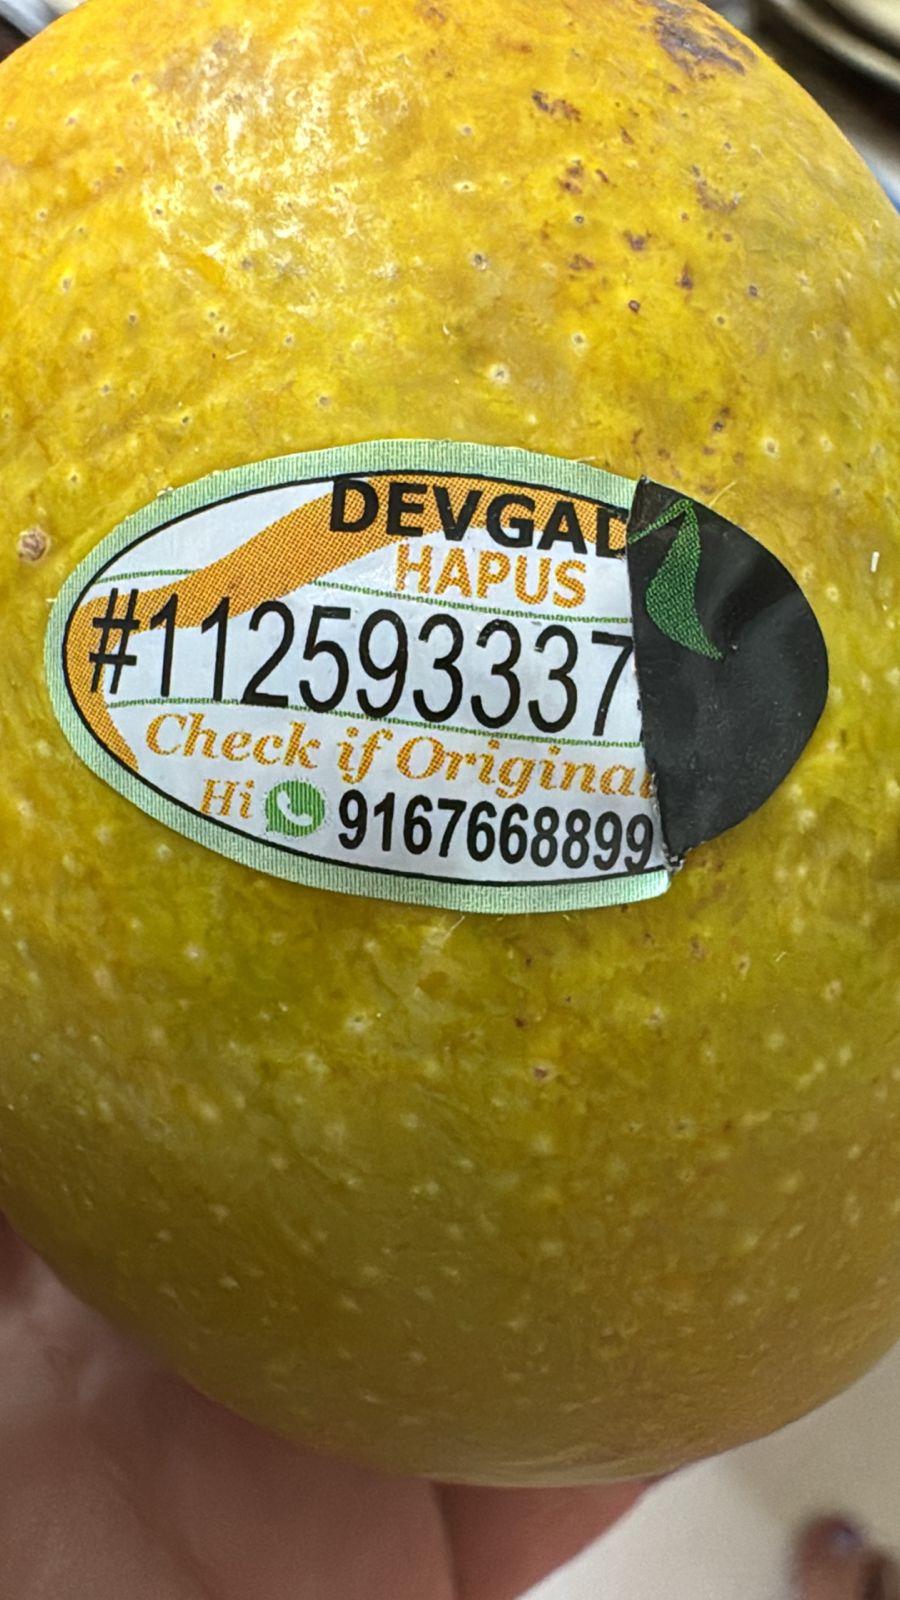 DEVGAD
HAPUS
#112593337
Check if Original
Hi 9167668899